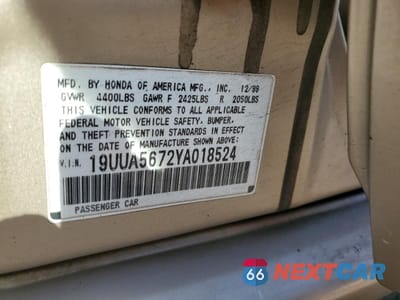 MFD. BY HONDA OF AMERICA MFG., INC. 12/99
GVWR 4400LBS GAWR F 2425LBS R 2050LBS
THIS VEHICLE CONFORMS TO ALL APPLICABLE
FEDERAL MOTOR VEHICLE SAFETY, BUMPER,
AND THEFT PREVENTION STANDARDS IN EFFECT
ON THE DATE OF MANUFACTURE SHOWN ABOVE.
V.I.N. 19UUA5672YA018524
PASSENGER CAR
66 NEXTCAR